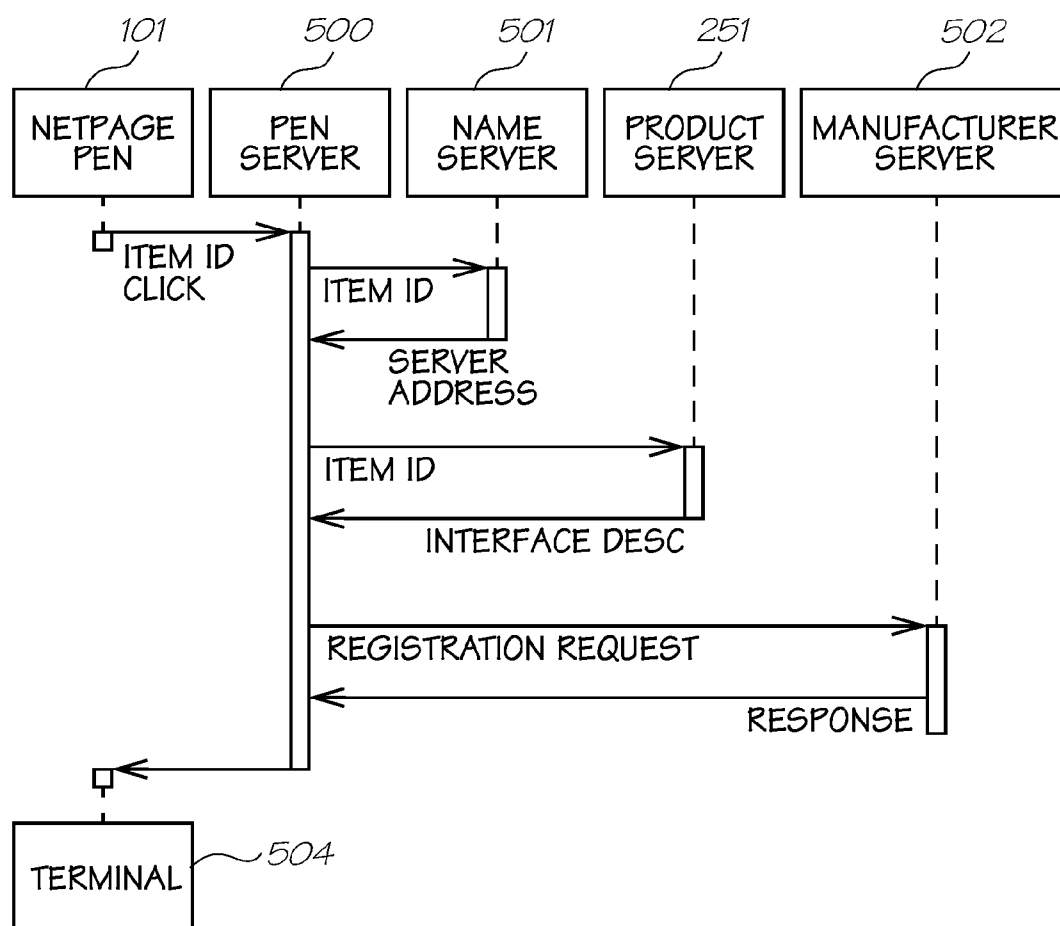 101
500
501
251
502
NETPAGE
PEN
PEN
SERVER
NAME
SERVER
PRODUCT
SERVER
MANUFACTURER
SERVER
ITEM ID
CLICK
ITEM ID
SERVER
ADDRESS
ITEM ID
INTERFACE DESC
REGISTRATION REQUEST
RESPONSE
TERMINAL
504